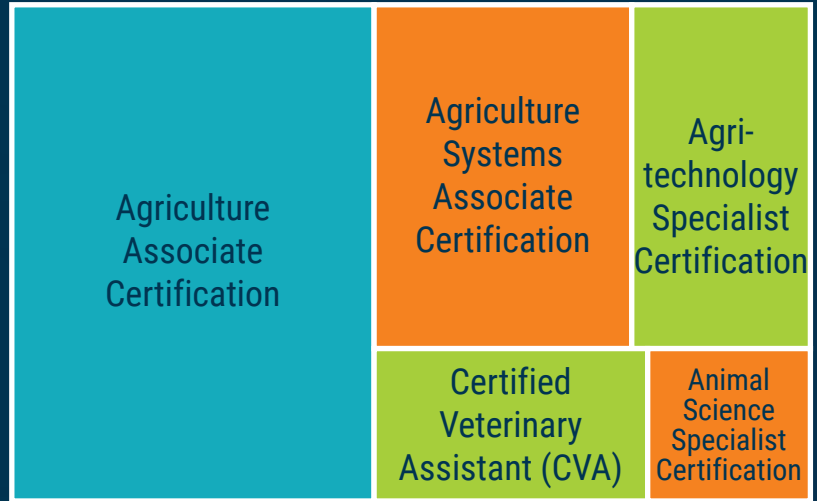 Agriculture
Associate
Certification
Agriculture
Systems
Associate
Certification
Agri-
technology
Specialist
Certification
Certified
Veterinary
Assistant (CVA)
Animal
Science
Specialist
Certification